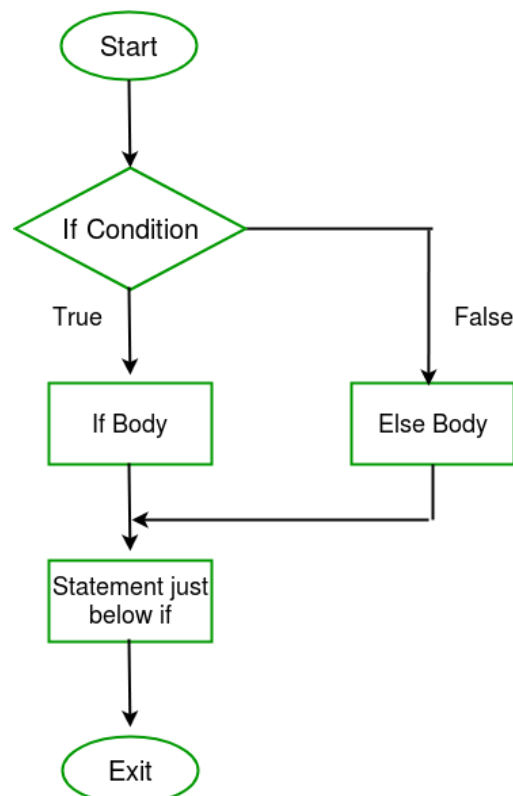 Start
If Condition
True
False
If Body
Else Body
Statement just
below if
Exit